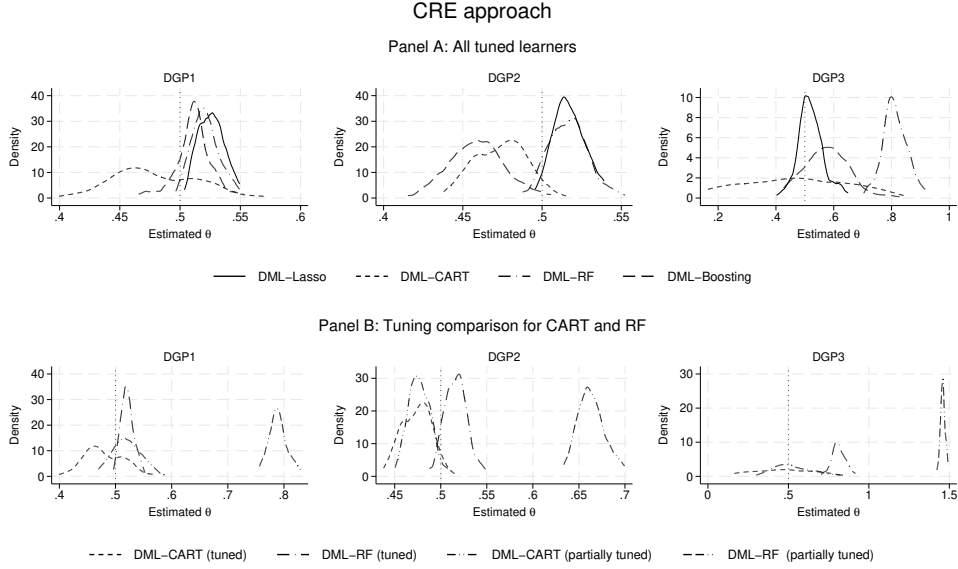 CRE approach
Panel A: All tuned learners
DGP1
DGP2
DGP3
Density
0
10
20
30
40
.4
.45
.5
.55
.6
Estimated θ
Density
0
10
20
30
40
.4
.45
.5
.55
Estimated θ
Density
0
2
4
6
8
10
.2
.4
.6
.8
1
Estimated θ
DML−Lasso
DML−CART
DML−RF
DML−Boosting
Panel B: Tuning comparison for CART and RF
DGP1
DGP2
DGP3
Density
0
10
20
30
40
.4
.5
.6
.7
.8
Estimated θ
Density
0
10
20
30
.45
.5
.55
.6
.65
.7
Estimated θ
Density
0
10
20
30
0
.5
1
1.5
Estimated θ
DML−CART (tuned)
DML−RF (tuned)
DML−CART (partially tuned)
DML−RF (partially tuned)